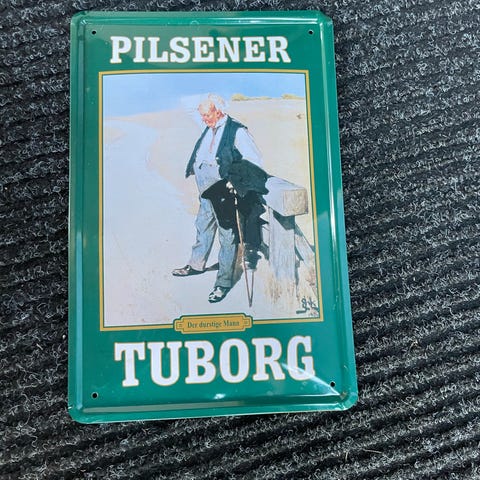 PILSENER
Der durstige Mann
TUBORG